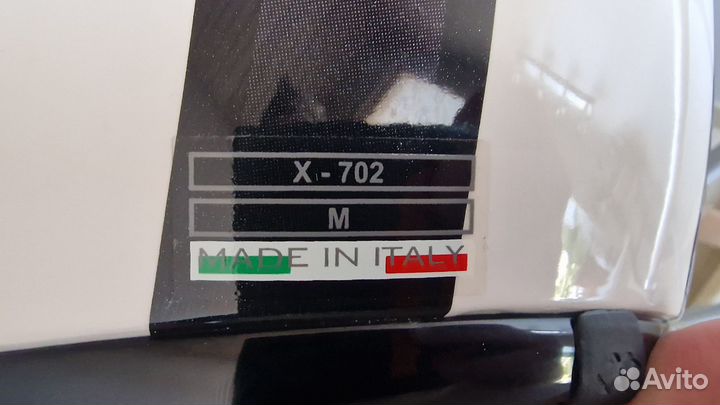 X - 702
M
MADE IN ITALY
Avito